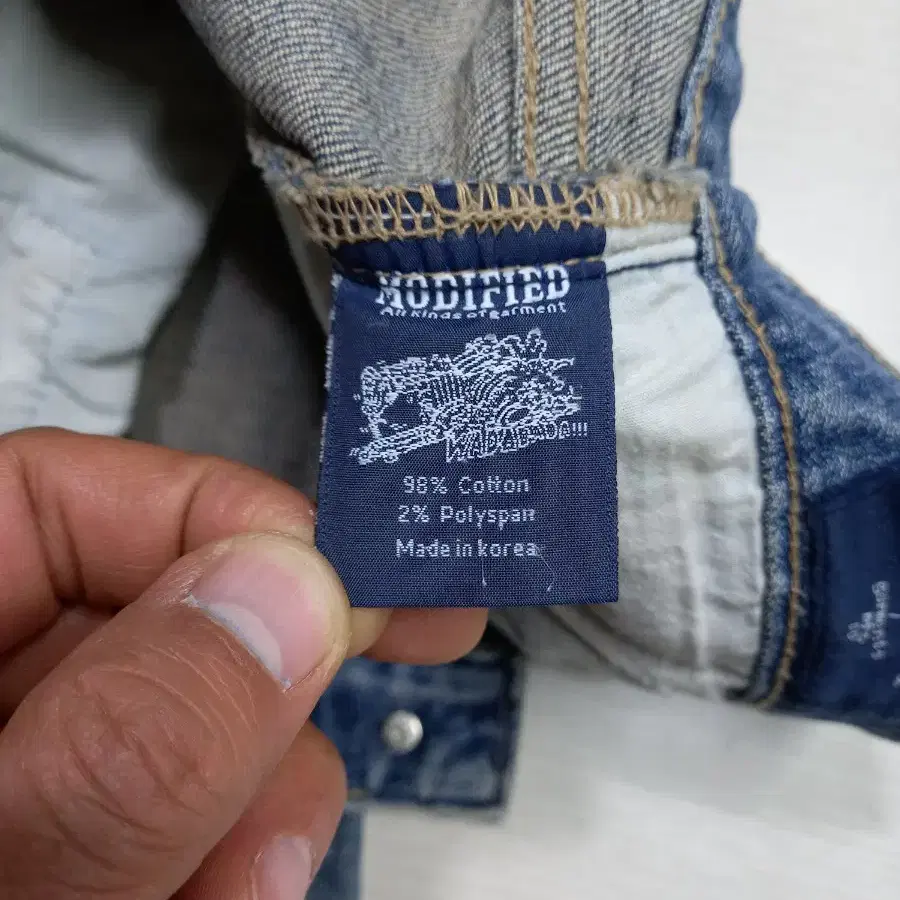 MODIFIED
All kinds of garment
98% Cotton
2% Polyspan
Made in korea